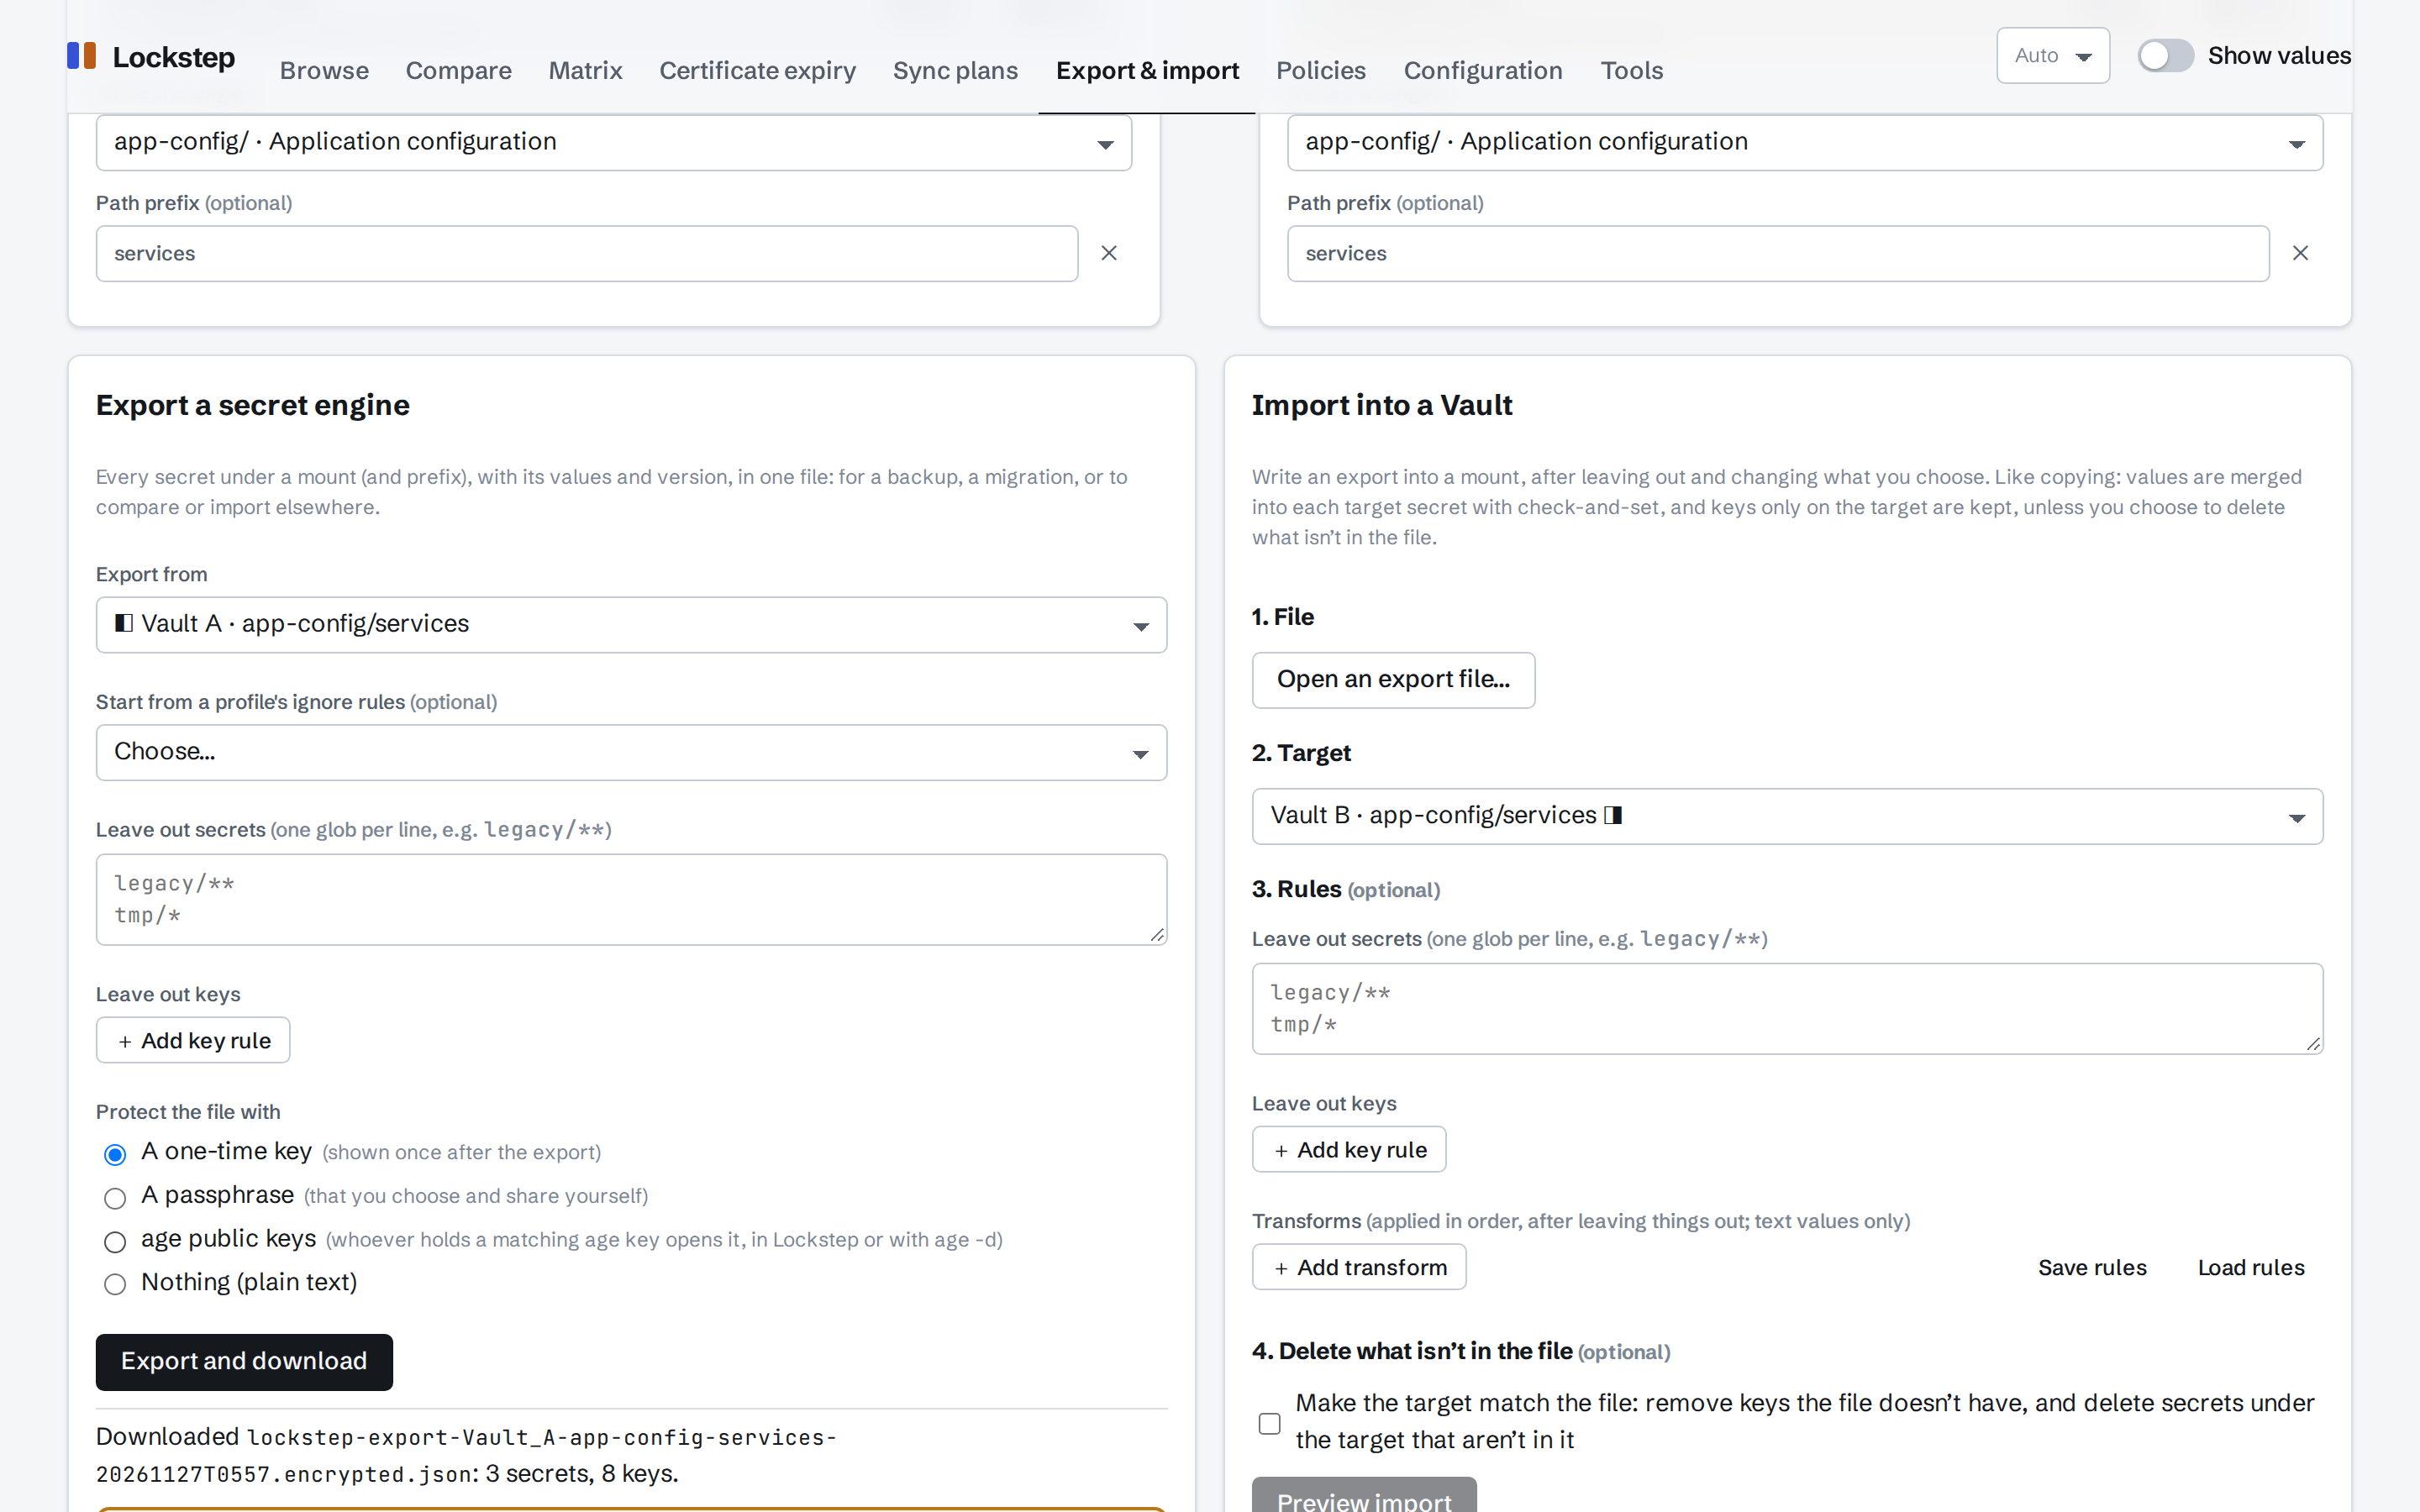 Lockstep
Browse
Compare
Matrix
Certificate expiry
Sync plans
Export & import
Policies
Configuration
Tools
Auto
Show values
app-config/ · Application configuration
Path prefix (optional)
services
app-config/ · Application configuration
Path prefix (optional)
services
Export a secret engine
Every secret under a mount (and prefix), with its values and version, in one file: for a backup, a migration, or to
compare or import elsewhere.
Export from
Vault A · app-config/services
Start from a profile's ignore rules (optional)
Choose...
Leave out secrets (one glob per line, e.g. legacy/**)
legacy/**
tmp/*
Leave out keys
+ Add key rule
Protect the file with
A one-time key (shown once after the export)
A passphrase (that you choose and share yourself)
age public keys (whoever holds a matching age key opens it, in Lockstep or with age -d)
Nothing (plain text)
Export and download
Downloaded lockstep-export-Vault_A-app-config-services-
20261127T0557.encrypted.json: 3 secrets, 8 keys.
Import into a Vault
Write an export into a mount, after leaving out and changing what you choose. Like copying: values are merged
into each target secret with check-and-set, and keys only on the target are kept, unless you choose to delete
what isn’t in the file.
1. File
Open an export file...
2. Target
Vault B · app-config/services
3. Rules (optional)
Leave out secrets (one glob per line, e.g. legacy/**)
legacy/**
tmp/*
Leave out keys
+ Add key rule
Transforms (applied in order, after leaving things out; text values only)
+ Add transform
Save rules
Load rules
4. Delete what isn’t in the file (optional)
Make the target match the file: remove keys the file doesn’t have, and delete secrets under
the target that aren’t in it
Preview import